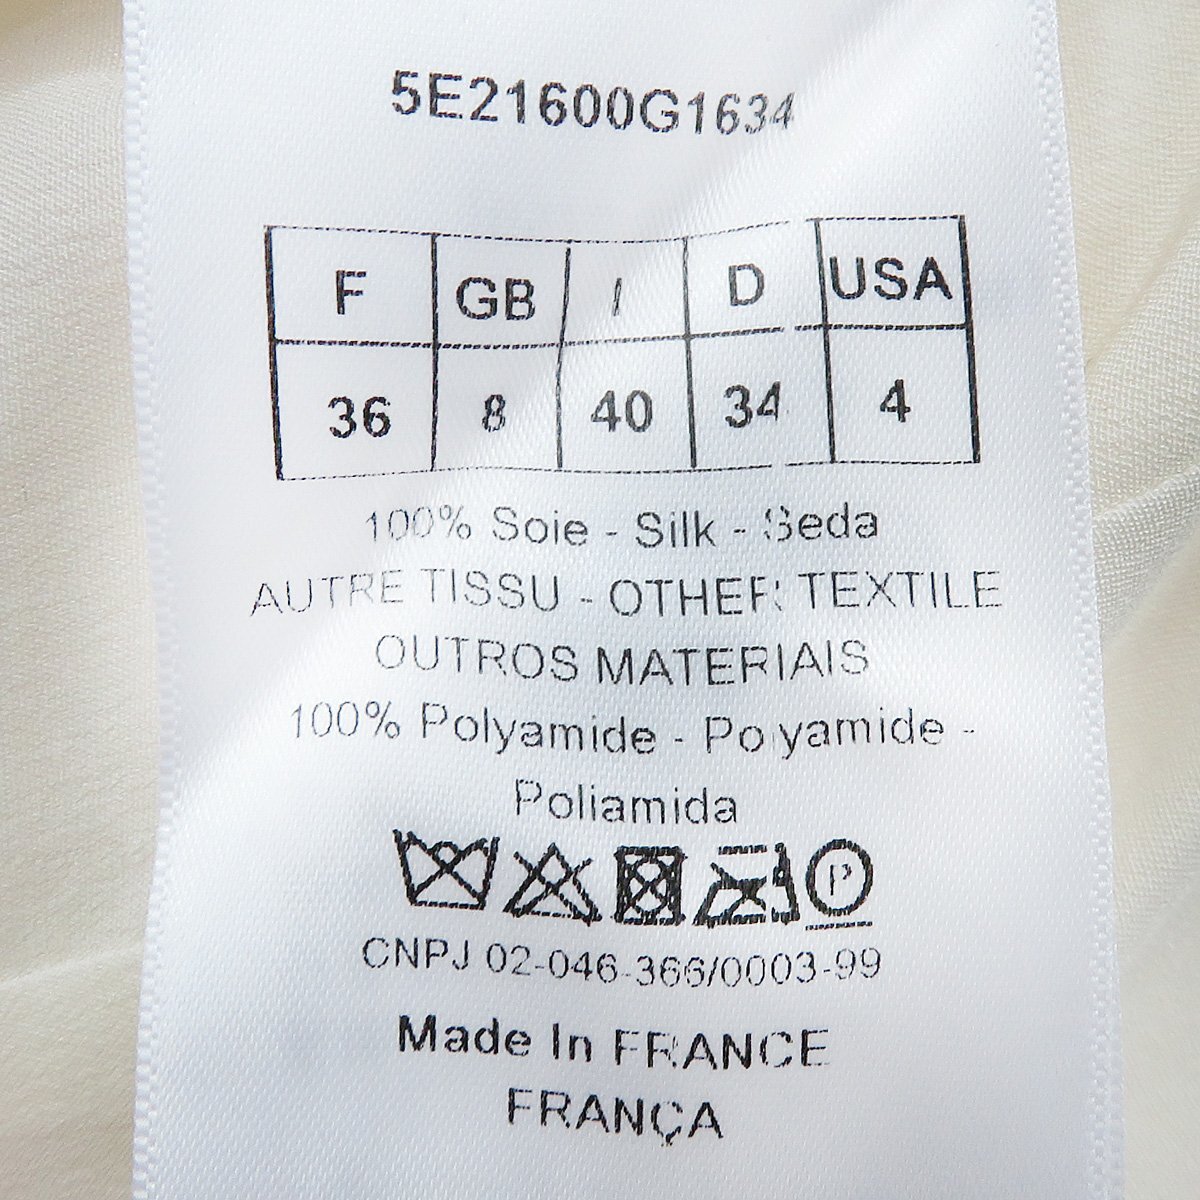 5E21600G1634
F GB I D USA
36 8 40 34 4
100% Soie - Silk - Seda
AUTRE TISSU - OTHER TEXTILE
OUTROS MATERIAIS
100% Polyamide - Polyamide -
Poliamida
P
CNPJ 02-046-366/0003-99
Made In FRANCE
FRANÇA